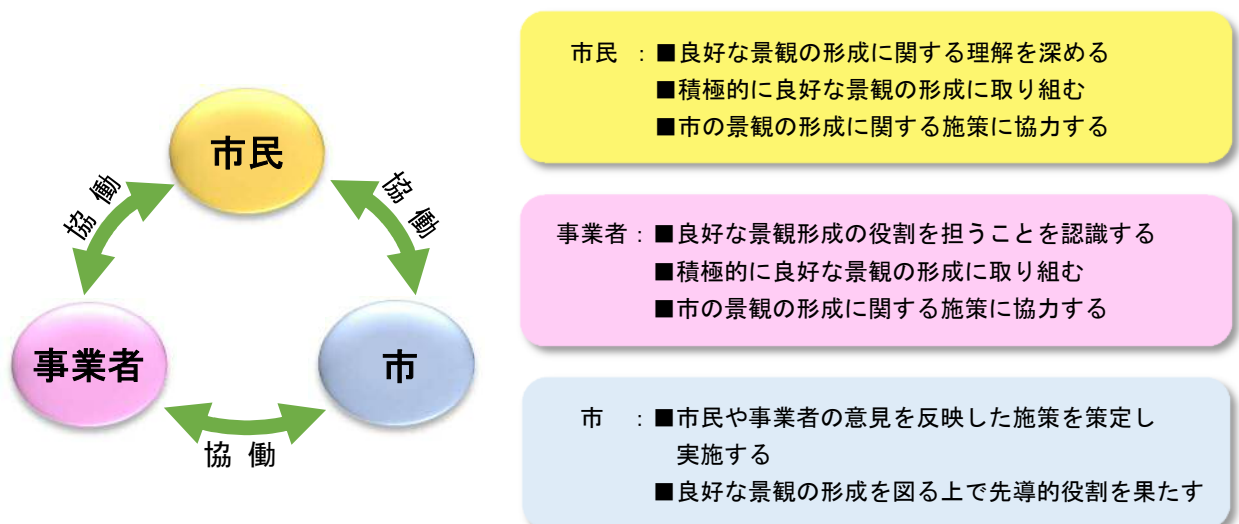 市民
協働
協働
事業者
市
協働
市民 ：■良好な景観の形成に関する理解を深める
■積極的に良好な景観の形成に取り組む
■市の景観の形成に関する施策に協力する
事業者：■良好な景観形成の役割を担うことを認識する
■積極的に良好な景観の形成に取り組む
■市の景観の形成に関する施策に協力する
市 ：■市民や事業者の意見を反映した施策を策定し
実施する
■良好な景観の形成を図る上で先導的役割を果たす